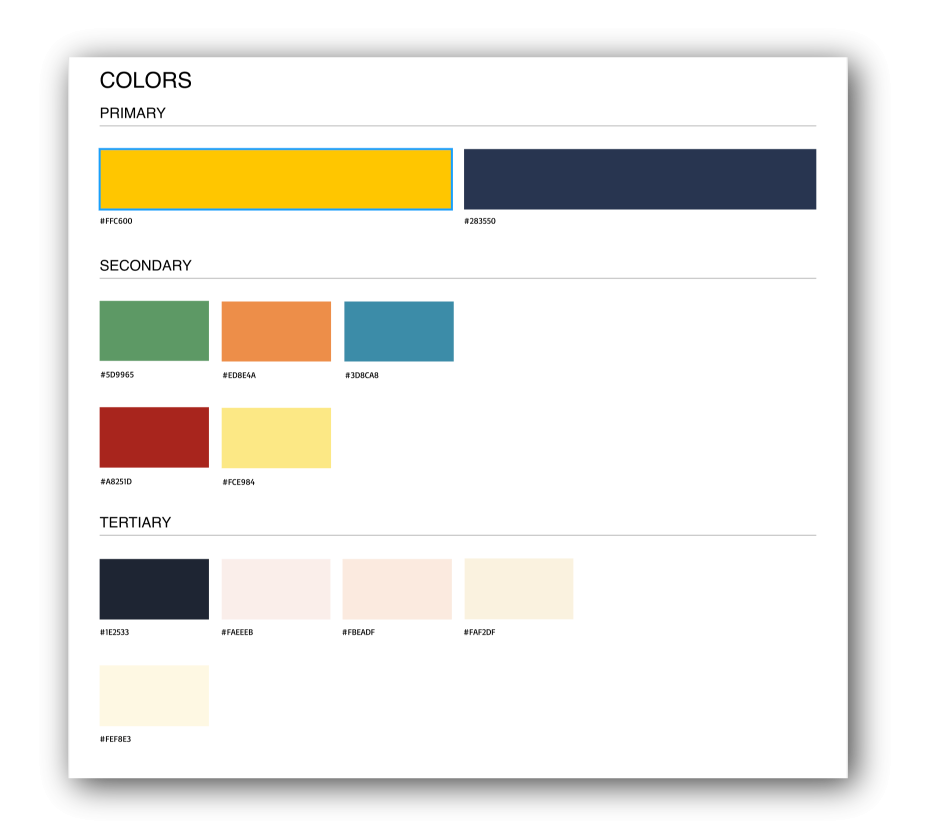 COLORS
PRIMARY
#FFC600 #283550
SECONDARY
#5D9965 #ED8E4A #3D8CA8
#A8251D #FCE984
TERTIARY
#1E2533 #FAEEEB #FBEADF #FAF2DF
#FEF8E3